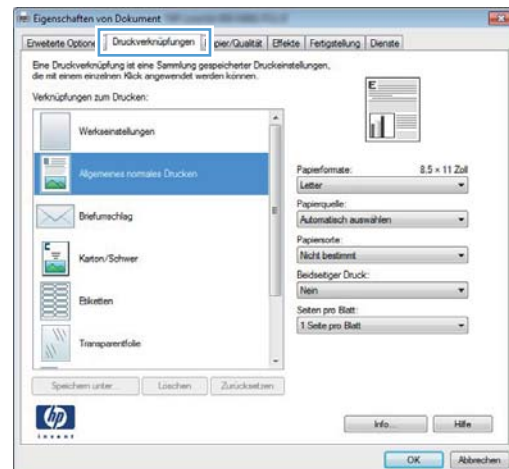 Eigenschaften von Dokument
Erweiterte Optionen Druckverknüpfungen Papier/Qualität Effekte Fertigstellung Dienste
Eine Druckverknüpfung ist eine Sammlung gespeicherter Druckeinstellungen,
die mit einem einzelnen Klick angewendet werden können.
Verknüpfungen zum Drucken:
Werkseinstellungen
Allgemeines normales Drucken
Briefumschlag
Karton/Schwer
Etiketten
Transparentfolie
E
Papierformate: 8.5 × 11 Zoll
Letter
Papierquelle:
Automatisch auswählen
Papiersorte:
Nicht bestimmt
Beidseitiger Druck:
Nein
Seiten pro Blatt:
1 Seite pro Blatt
Speichern unter... Löschen Zurücksetzen
hp
invent
Info... Hilfe
OK Abbrechen